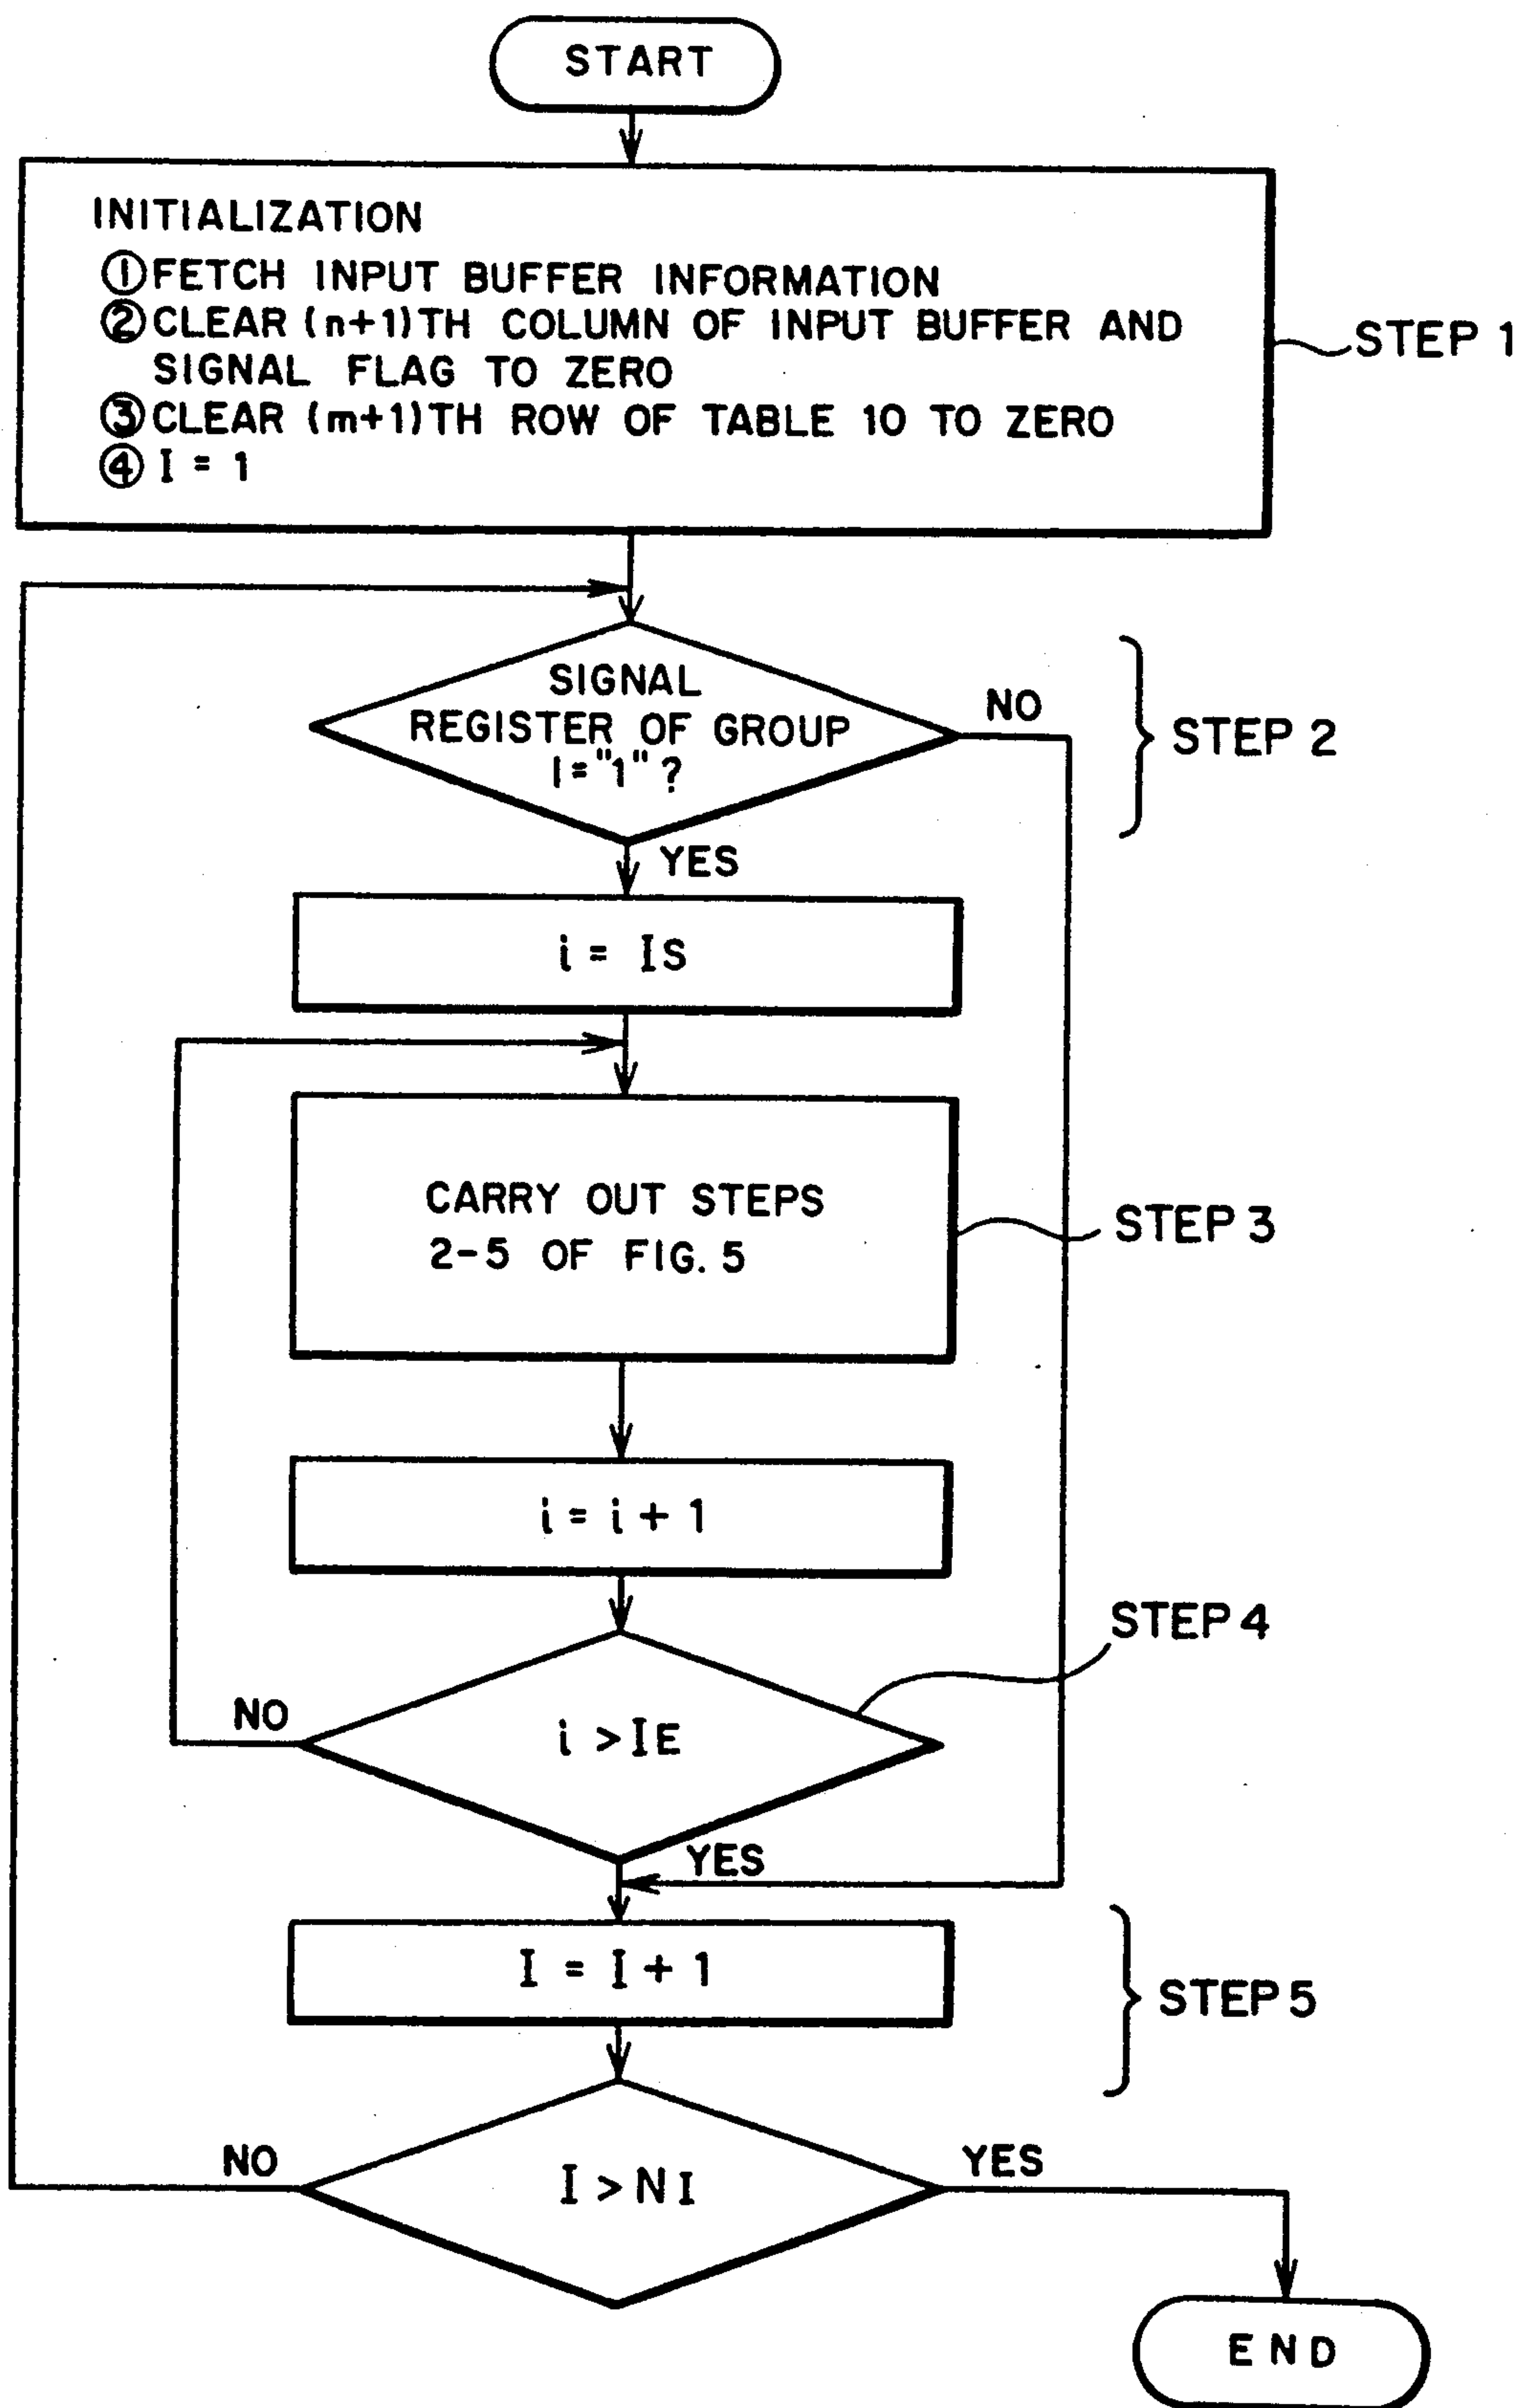 START
INITIALIZATION
①FETCH INPUT BUFFER INFORMATION
②CLEAR (n+1)TH COLUMN OF INPUT BUFFER AND
SIGNAL FLAG TO ZERO
③CLEAR (m+1)TH ROW OF TABLE 10 TO ZERO
④ I = 1
STEP 1
SIGNAL
REGISTER OF GROUP
I="1"?
NO
STEP 2
YES
i = IS
CARRY OUT STEPS
2-5 OF FIG. 5
STEP 3
i = i + 1
STEP 4
NO
i > IE
YES
I = I + 1
STEP 5
NO
I > NI
YES
END